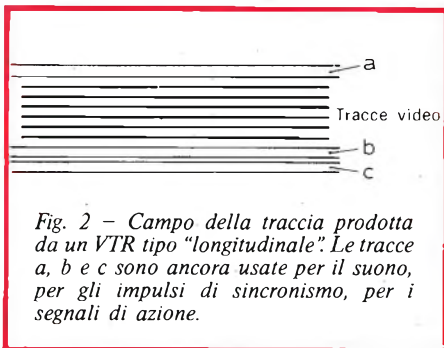 a
Tracce video
b
c
Fig. 2 – Campo della traccia prodotta
da un VTR tipo “longitudinale”. Le tracce
a, b e c sono ancora usate per il suono,
per gli impulsi di sincronismo, per i
segnali di azione.